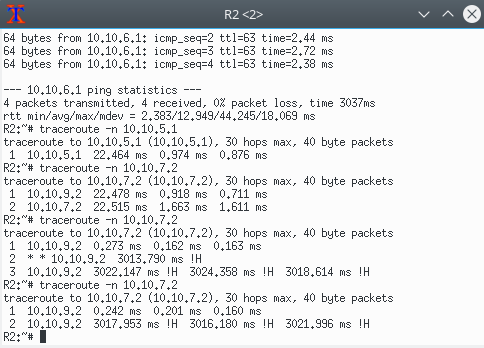 R2 <2>
64 bytes from 10.10.6.1: icmp_seq=2 ttl=63 time=2.44 ms
64 bytes from 10.10.6.1: icmp_seq=3 ttl=63 time=2.72 ms
64 bytes from 10.10.6.1: icmp_seq=4 ttl=63 time=2.38 ms

--- 10.10.6.1 ping statistics ---
4 packets transmitted, 4 received, 0% packet loss, time 3037ms
rtt min/avg/max/mdev = 2.383/12.949/44.245/18.069 ms
R2:~# traceroute -n 10.10.5.1
traceroute to 10.10.5.1 (10.10.5.1), 30 hops max, 40 byte packets
 1  10.10.5.1  22.464 ms  0.974 ms  0.876 ms
R2:~# traceroute -n 10.10.7.2
traceroute to 10.10.7.2 (10.10.7.2), 30 hops max, 40 byte packets
 1  10.10.9.2  22.478 ms  0.918 ms  0.711 ms
 2  10.10.7.2  22.515 ms  1.663 ms  1.611 ms
R2:~# traceroute -n 10.10.7.2
traceroute to 10.10.7.2 (10.10.7.2), 30 hops max, 40 byte packets
 1  10.10.9.2  0.273 ms  0.162 ms  0.163 ms
 2  * * 10.10.9.2  3013.790 ms !H
 3  10.10.9.2  3022.147 ms !H  3024.358 ms !H  3018.614 ms !H
R2:~# traceroute -n 10.10.7.2
traceroute to 10.10.7.2 (10.10.7.2), 30 hops max, 40 byte packets
 1  10.10.9.2  0.242 ms  0.201 ms  0.160 ms
 2  10.10.9.2  3017.953 ms !H  3016.180 ms !H  3021.996 ms !H
R2:~#